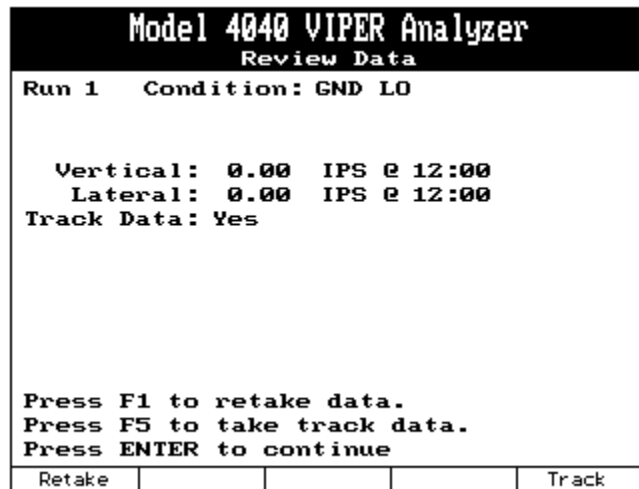 Model 4040 VIPER Analyzer
Review Data
Run 1 Condition: GND LO
Vertical: 0.00 IPS @ 12:00
Lateral: 0.00 IPS @ 12:00
Track Data: Yes
Press F1 to retake data.
Press F5 to take track data.
Press ENTER to continue
Retake Track